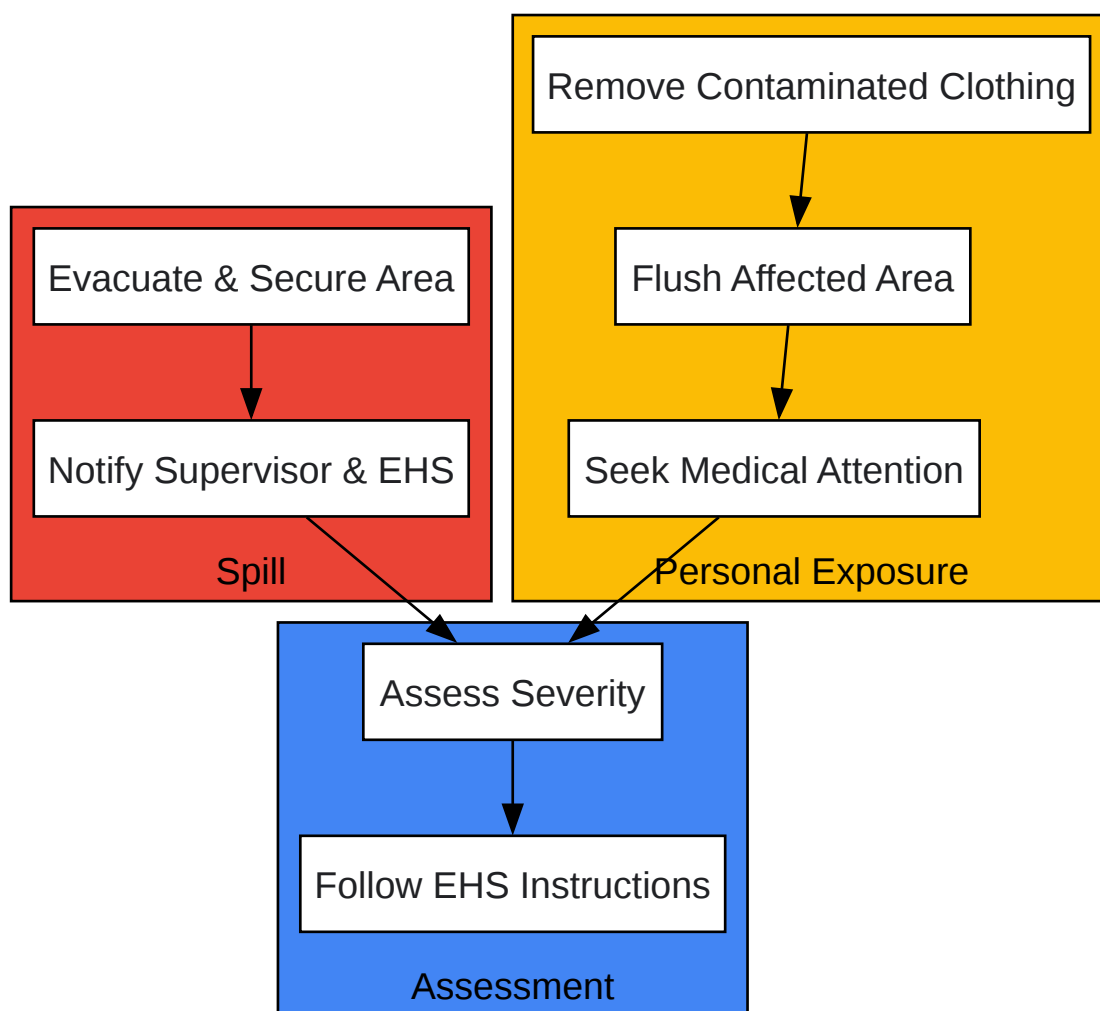 Remove Contaminated Clothing
Evacuate & Secure Area
Flush Affected Area
Notify Supervisor & EHS
Seek Medical Attention
Spill
Personal Exposure
Assess Severity
Follow EHS Instructions
Assessment